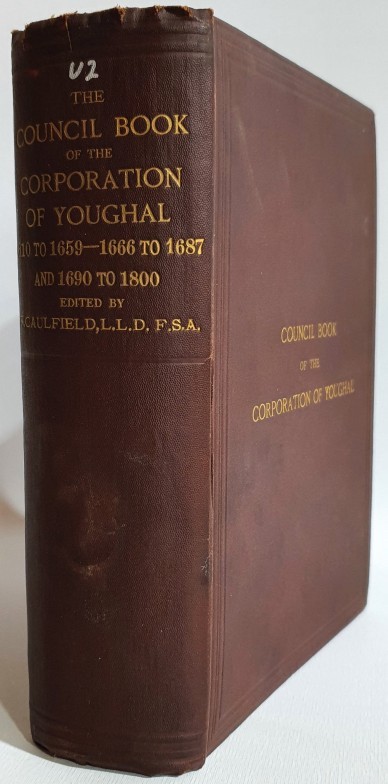 U2
THE
COUNCIL BOOK
OF THE
CORPORATION
OF YOUGHAL
10 TO 1659—1666 TO 1687
AND 1690 TO 1800
EDITED BY
CAULFIELD, L.L.D. F.S.A.
COUNCIL BOOK
OF THE
CORPORATION OF YOUGHAL